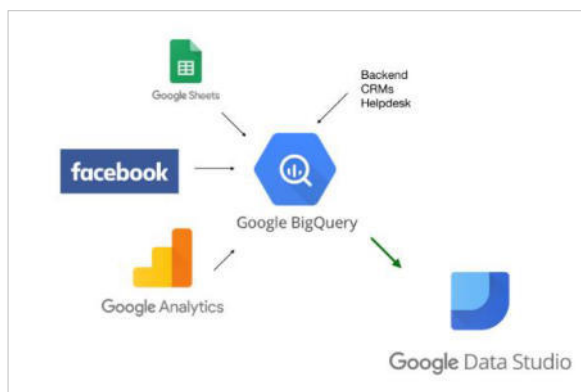 Google Sheets
Backend
CRMs
Helpdesk
facebook
Google BigQuery
Google Analytics
Google Data Studio